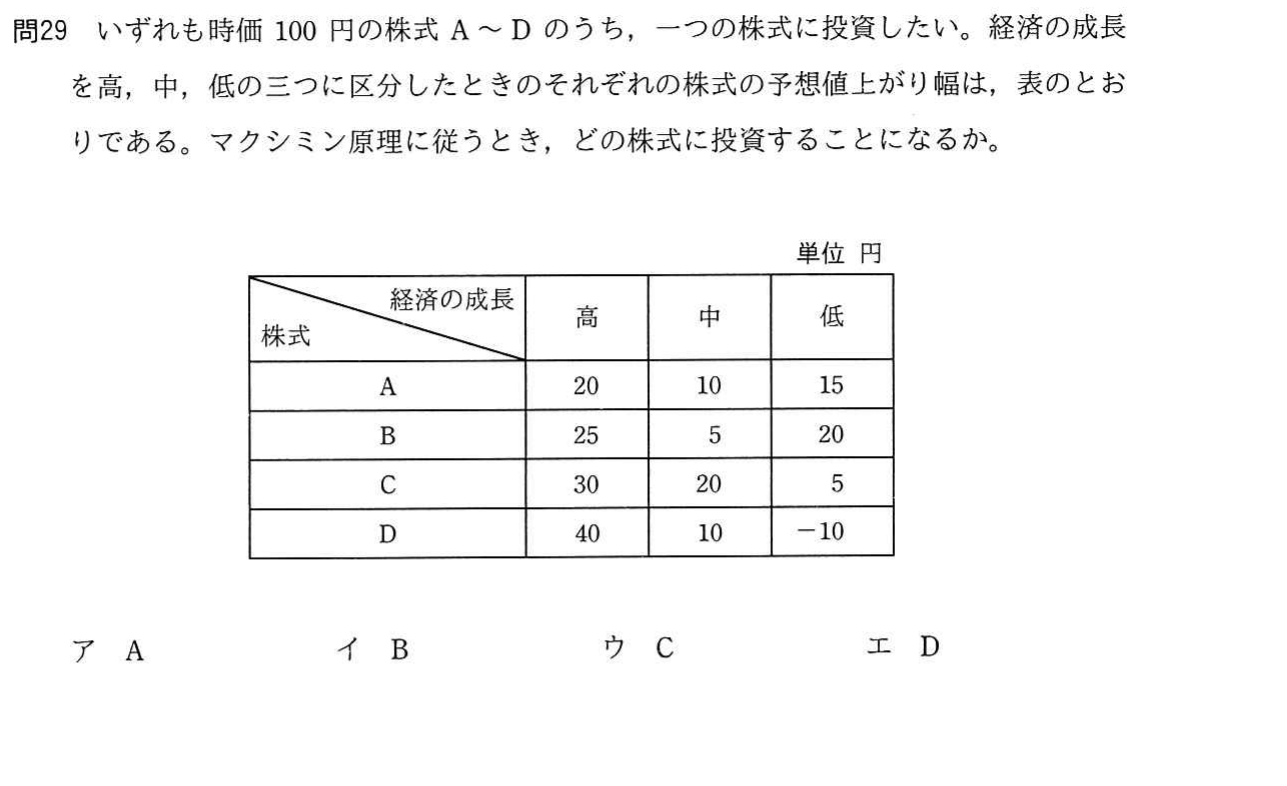 問29 いずれも時価 100 円の株式 A ～ D のうち，一つの株式に投資したい。経済の成長
を高，中，低の三つに区分したときのそれぞれの株式の予想値上がり幅は，表のとお
りである。マクシミン原理に従うとき，どの株式に投資することになるか。
単位 円
経済の成長
株式
高 中 低
A 20 10 15
B 25 5 20
C 30 20 5
D 40 10 －10
ア A イ B ウ C エ D